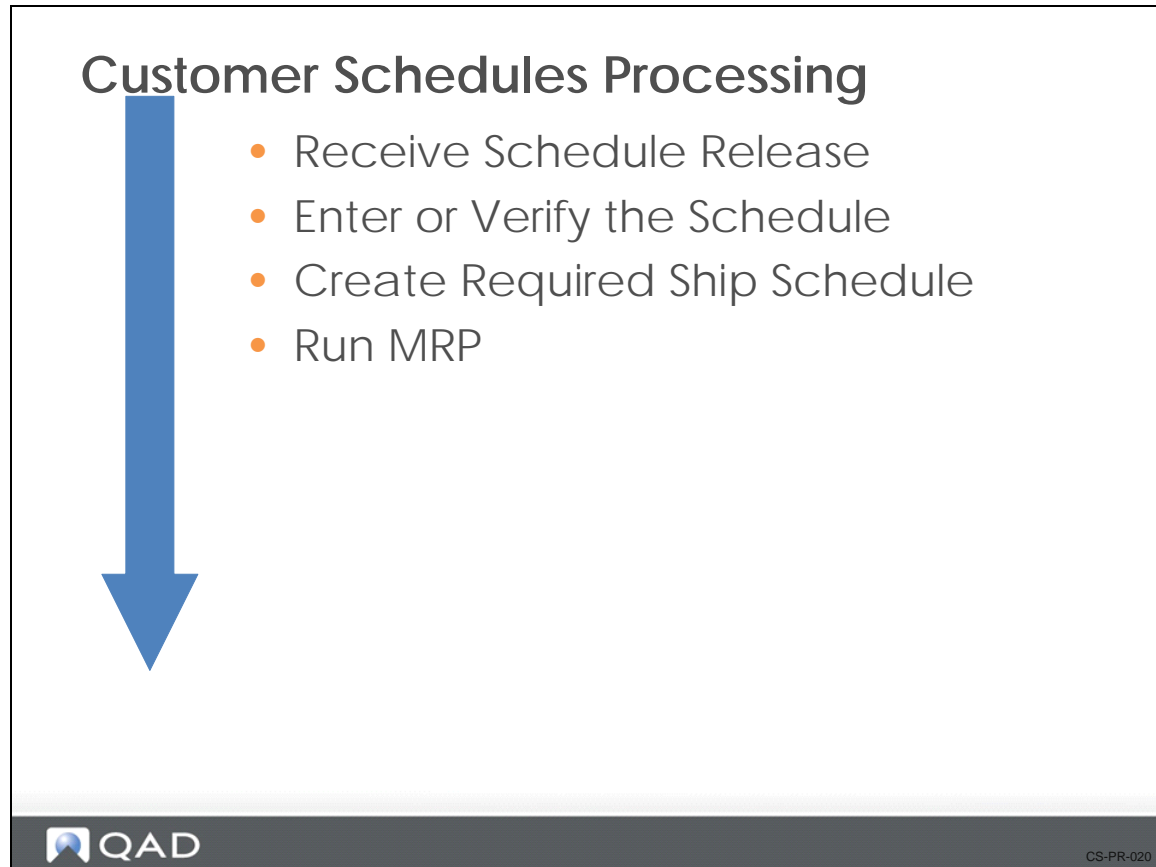 Customer Schedules Processing
• Receive Schedule Release
• Enter or Verify the Schedule
• Create Required Ship Schedule
• Run MRP
QAD
CS-PR-020